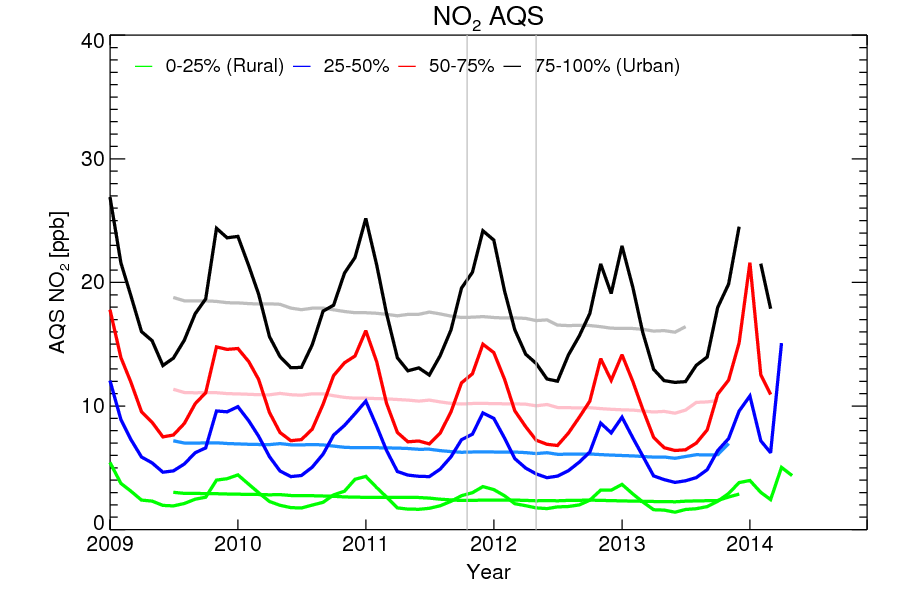 NO₂ AQS
40
0-25% (Rural) 25-50% 50-75% 75-100% (Urban)
30
20
10
0
AQS NO₂ [ppb]
2009 2010 2011 2012 2013 2014
Year